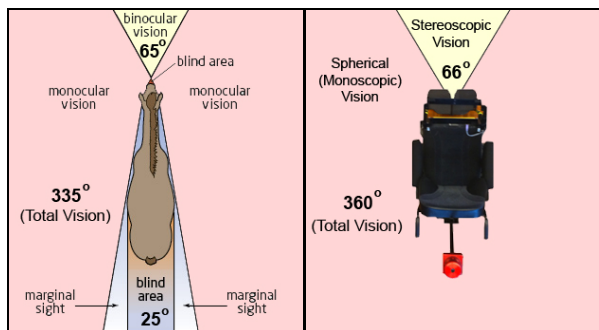 binocular
vision
65°
blind area
monocular
vision
monocular
vision
335°
(Total Vision)
blind
area
25°
marginal
sight
marginal
sight
Stereoscopic
Vision
66°
Spherical
(Monoscopic)
Vision
360°
(Total Vision)